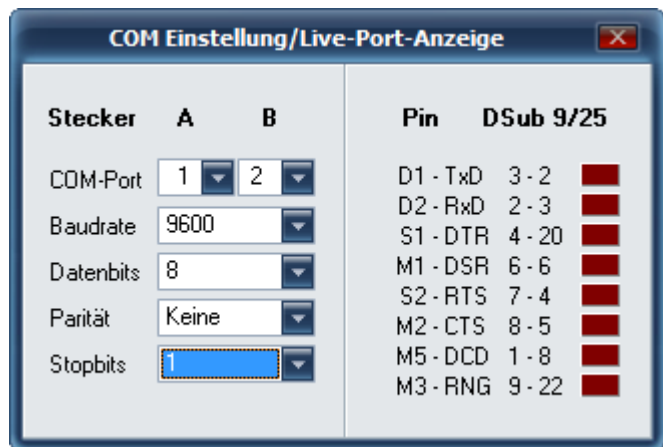 COM Einstellung/Live-Port-Anzeige
Stecker A B
COM-Port 1 2
Baudrate 9600
Datenbits 8
Parität Keine
Stopbits 1
Pin DSub 9/25
D1 - TxD 3 - 2
D2 - RxD 2 - 3
S1 - DTR 4 - 20
M1 - DSR 6 - 6
S2 - RTS 7 - 4
M2 - CTS 8 - 5
M5 - DCD 1 - 8
M3 - RNG 9 - 22